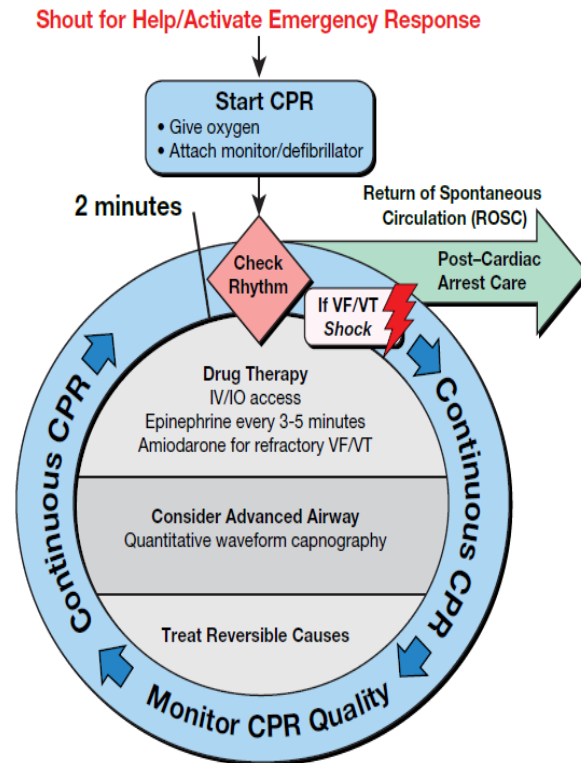 Shout for Help/Activate Emergency Response
Start CPR
• Give oxygen
• Attach monitor/defibrillator
2 minutes
Return of Spontaneous
Circulation (ROSC)
Check
Rhythm
Post–Cardiac
Arrest Care
If VF/VT
Shock
Drug Therapy
IV/IO access
Epinephrine every 3-5 minutes
Amiodarone for refractory VF/VT
Consider Advanced Airway
Quantitative waveform capnography
Treat Reversible Causes
Continuous CPR
Continuous CPR
Monitor CPR Quality